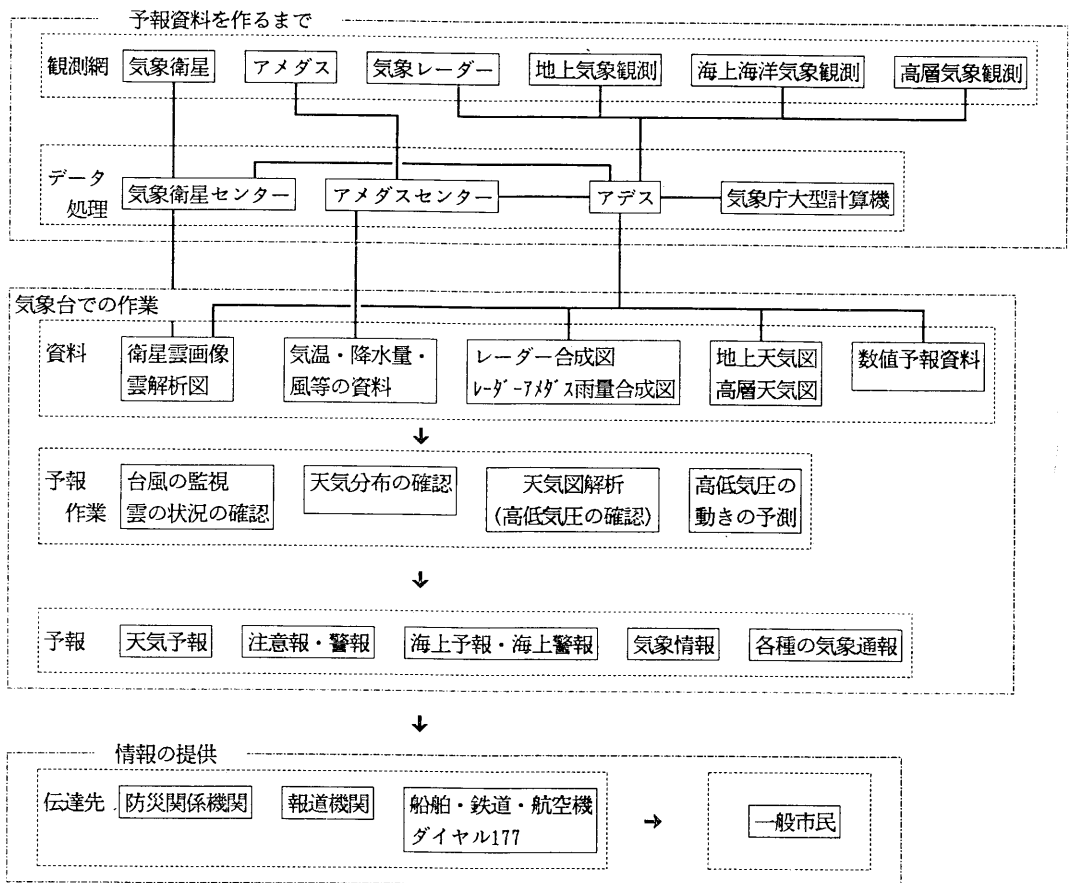 予報資料を作るまで
観測網 気象衛星 アメダス 気象レーダー 地上気象観測 海上海洋気象観測 高層気象観測
データ
処理
気象衛星センター アメダスセンター アデス 気象庁大型計算機
気象台での作業
資料 衛星雲画像 気温・降水量・ レーダー合成図 地上天気図 数値予報資料
雲解析図 風等の資料 ﾚｰﾀﾞｰｱﾒﾀﾞｽ雨量合成図 高層天気図
予報 台風の監視 天気分布の確認 天気図解析 高低気圧の
作業 雲の状況の確認 (高低気圧の確認) 動きの予測
予報 天気予報 注意報・警報 海上予報・海上警報 気象情報 各種の気象通報
情報の提供
伝達先 防災関係機関 報道機関 船舶・鉄道・航空機 一般市民
ダイヤル177